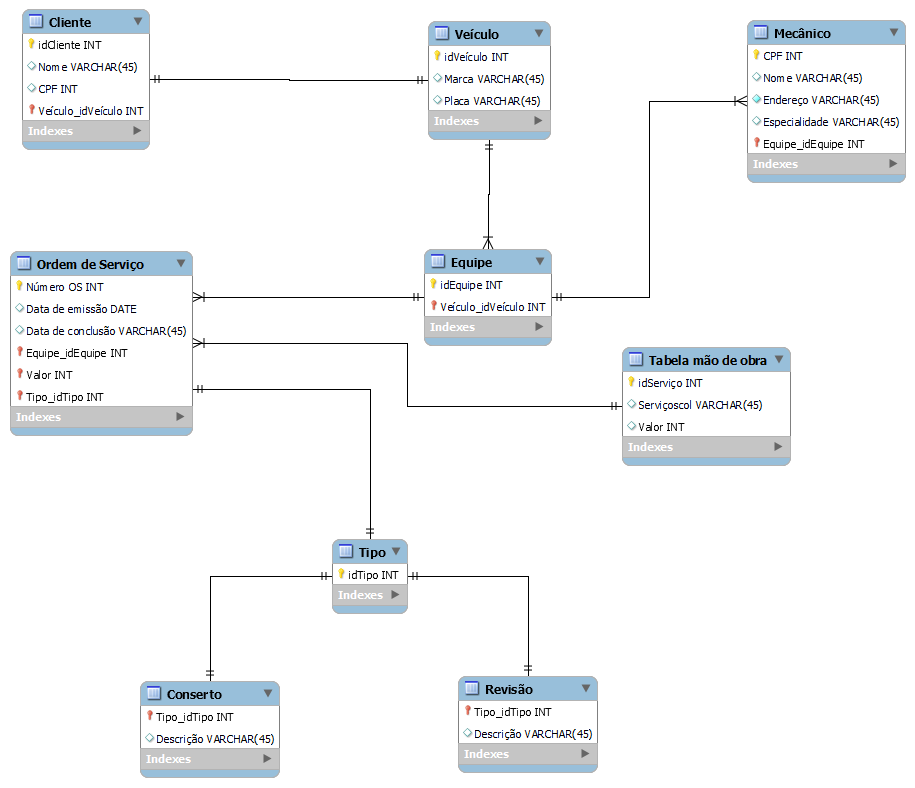 Cliente
idCliente INT
Nome VARCHAR(45)
CPF INT
Veículo_idVeículo INT
Indexes
Veículo
idVeículo INT
Marca VARCHAR(45)
Placa VARCHAR(45)
Indexes
Mecânico
CPF INT
Nome VARCHAR(45)
Endereço VARCHAR(45)
Especialidade VARCHAR(45)
Equipe_idEquipe INT
Indexes
Ordem de Serviço
Número OS INT
Data de emissão DATE
Data de conclusão VARCHAR(45)
Equipe_idEquipe INT
Valor INT
Tipo_idTipo INT
Indexes
Equipe
idEquipe INT
Veículo_idVeículo INT
Indexes
Tabela mão de obra
idServiço INT
Serviçoscol VARCHAR(45)
Valor INT
Indexes
Tipo
idTipo INT
Indexes
Conserto
Tipo_idTipo INT
Descrição VARCHAR(45)
Indexes
Revisão
Tipo_idTipo INT
Descrição VARCHAR(45)
Indexes